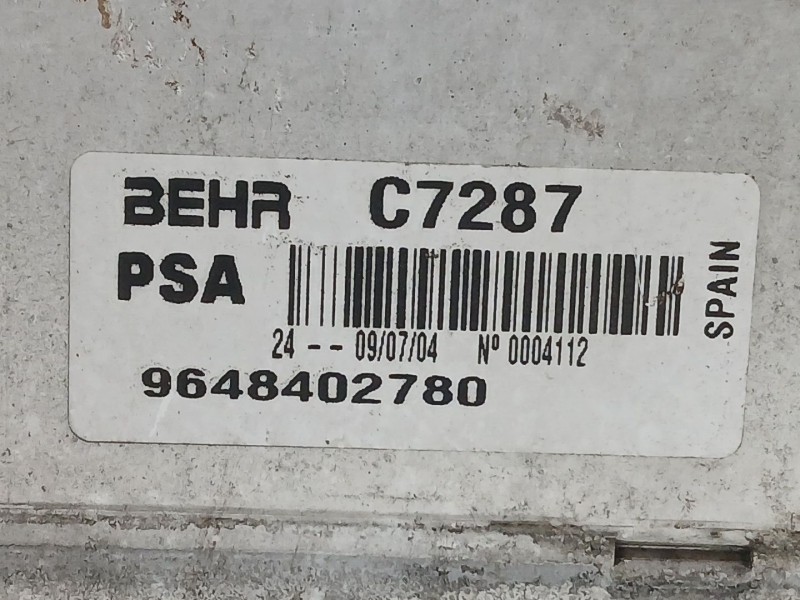 BEHR C7287
PSA
24 -- 09/07/04 Nº 0004112
9648402780
SPAIN